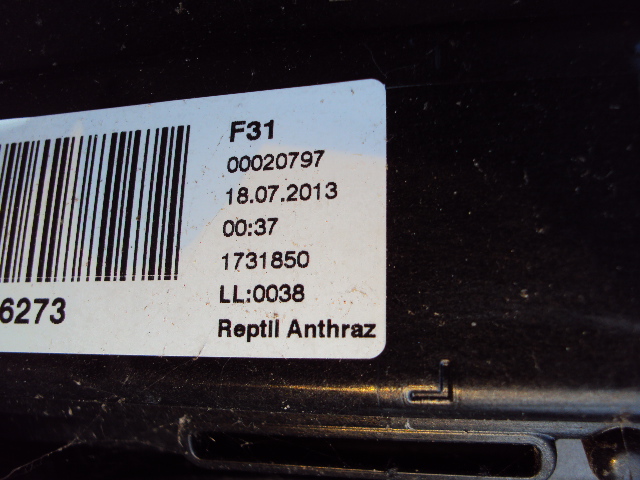 F31
00020797
18.07.2013
00:37
1731850
LL:0038
6273
Reptil Anthraz
L